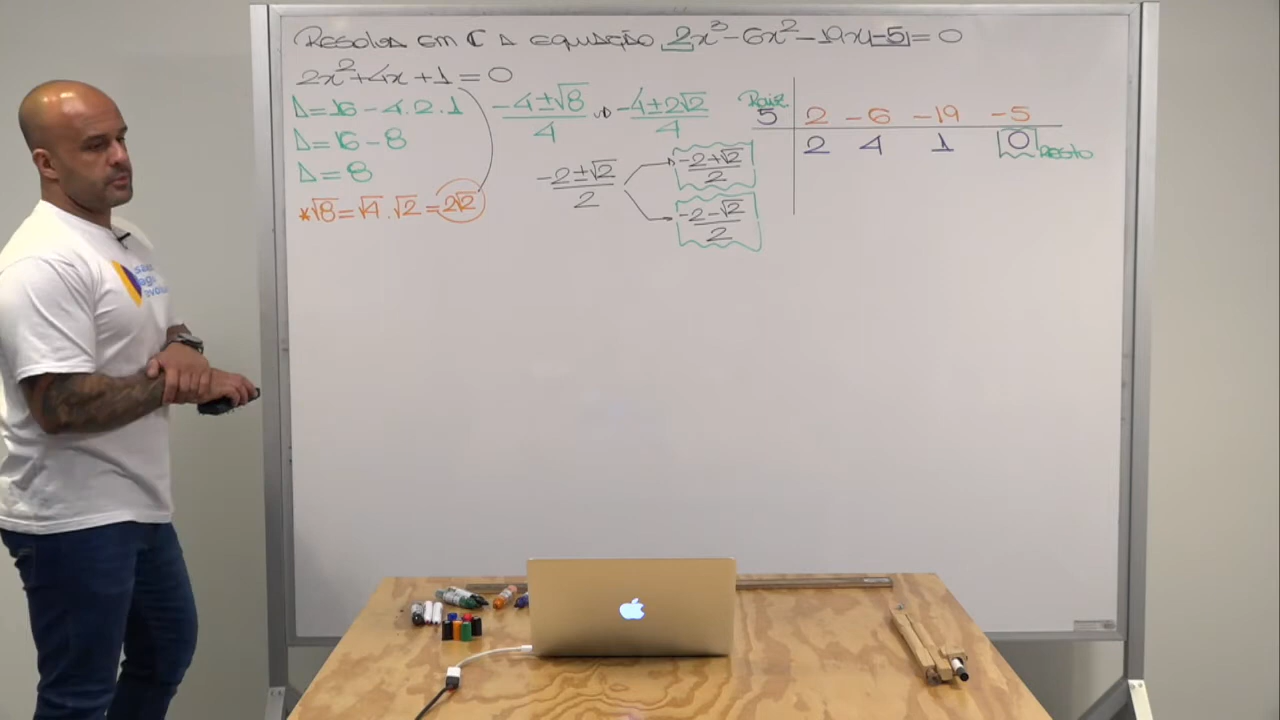 Resolva em ℂ a equação 2x³-6x²-19x-5=0
2x²+4x+1=0
Δ=16-4.2.1
Δ=16-8
Δ=8
*√8=√4.√2=2√2
-4±√8/4 → -4±2√2/4
-2±√2/2
-2+√2/2
-2-√2/2
Raiz
5 2 -6 -19 -5
2 4 1 0 Resto